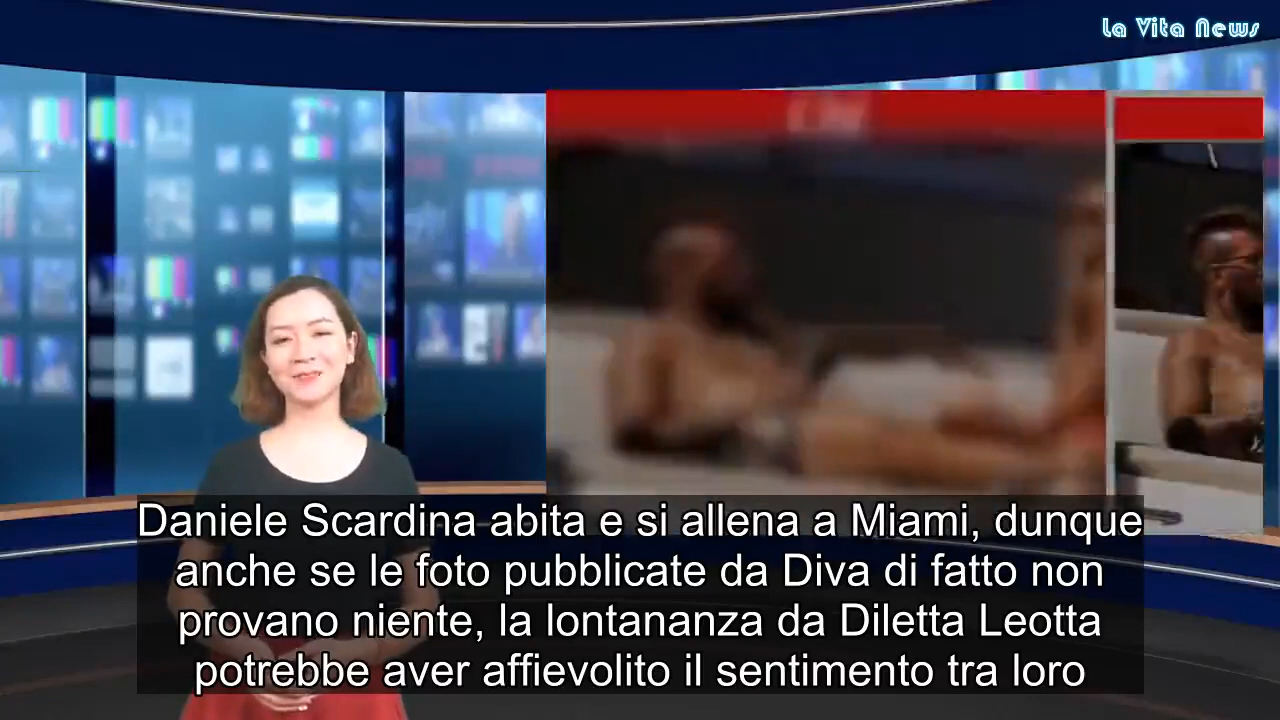 La Vita News
Daniele Scardina abita e si allena a Miami, dunque
anche se le foto pubblicate da Diva di fatto non
provano niente, la lontananza da Diletta Leotta
potrebbe aver affievolito il sentimento tra loro